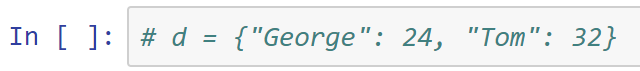 In [ ]: # d = {"George": 24, "Tom": 32}